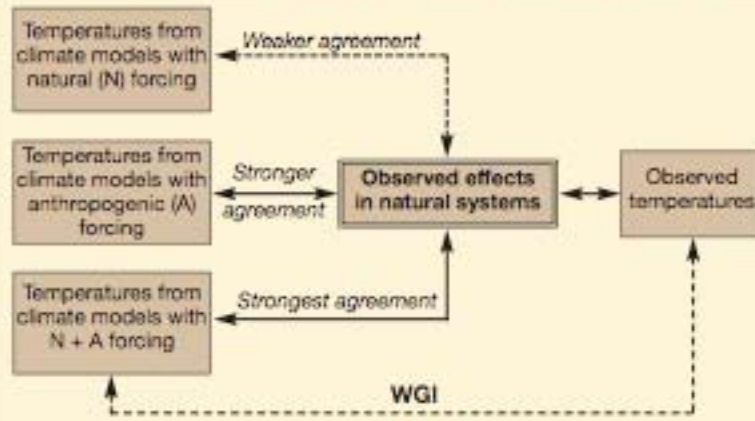 Temperatures from
climate models with
natural (N) forcing
Weaker agreement
Temperatures from
climate models with
anthropogenic (A)
forcing
Stronger
agreement
Observed effects
in natural systems
Observed
temperatures
Temperatures from
climate models with
N + A forcing
Strongest agreement
WGI